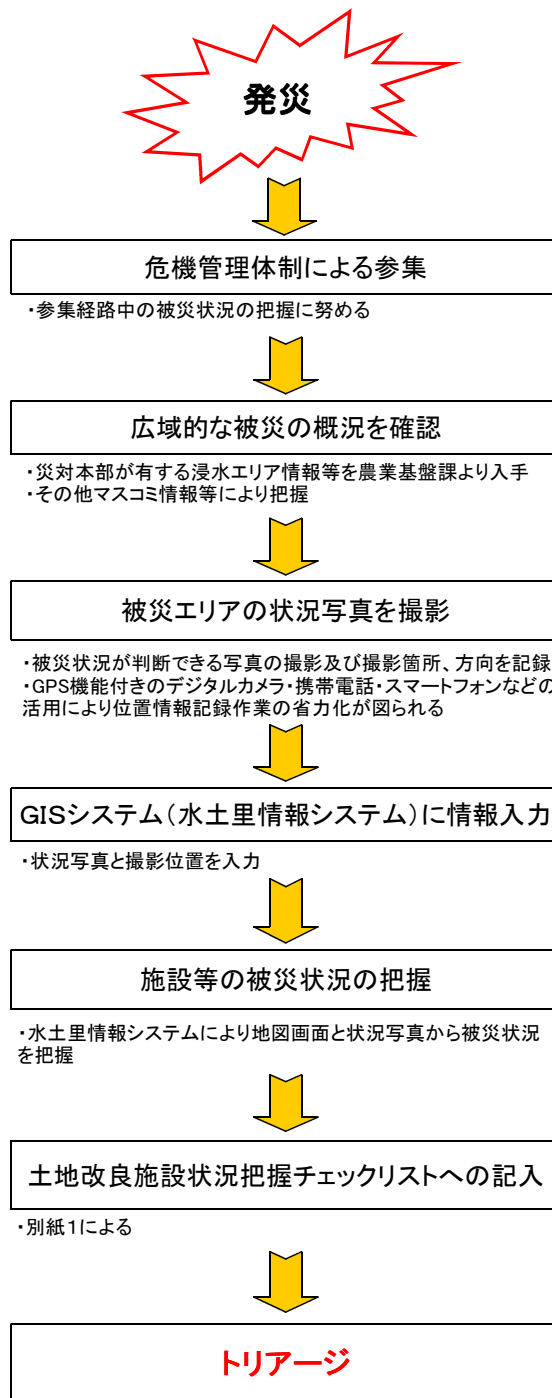 発災
危機管理体制による参集
・参集経路中の被災状況の把握に努める
広域的な被災の概況を確認
・災対本部が有する浸水エリア情報等を農業基盤課より入手
・その他マスコミ情報等により把握
被災エリアの状況写真を撮影
・被災状況が判断できる写真の撮影及び撮影箇所、方向を記録
・GPS機能付きのデジタルカメラ・携帯電話・スマートフォンなどの
活用により位置情報記録作業の省力化が図られる
GISシステム(水土里情報システム)に情報入力
・状況写真と撮影位置を入力
施設等の被災状況の把握
・水土里情報システムにより地図画面と状況写真から被災状況
を把握
土地改良施設状況把握チェックリストへの記入
・別紙1による
トリアージ